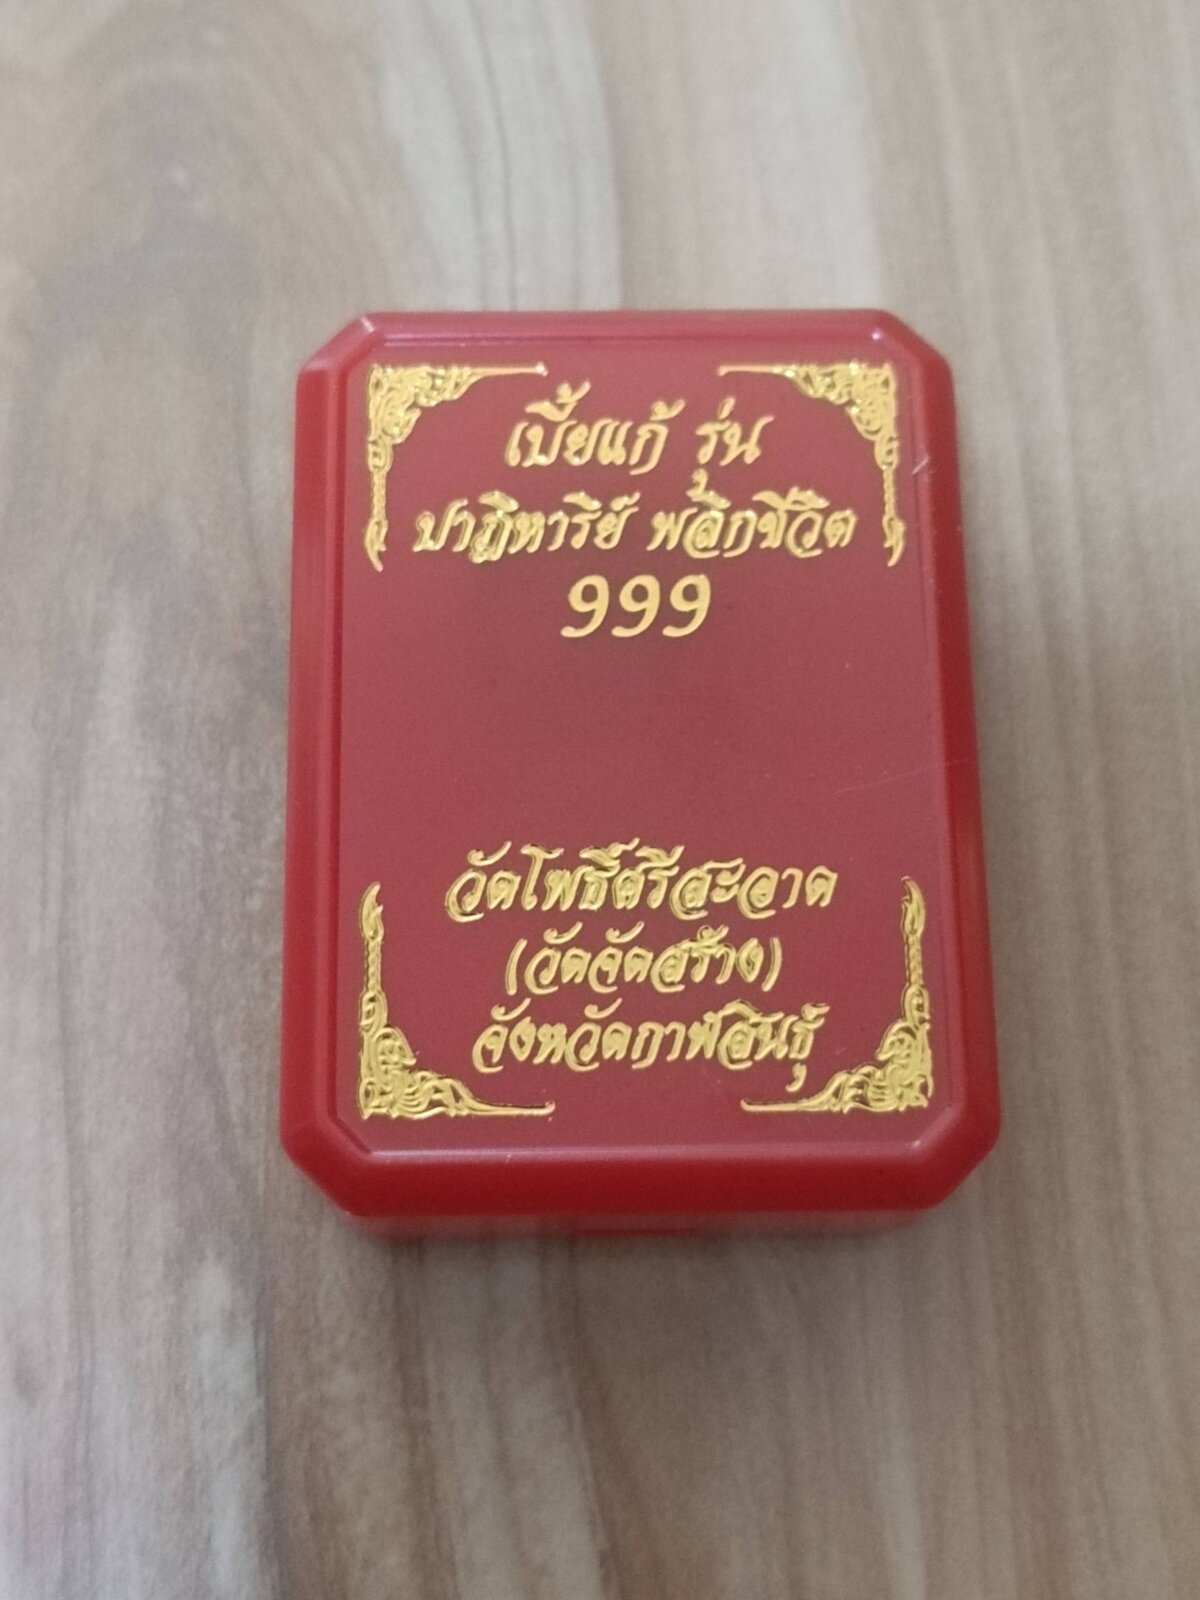 เบี้ยแก้ รุ่น
ปาฏิหาริย์ พลิกชีวิต
999
วัดโพธิ์ศรีสะอาด
(วัดจัดสร้าง)
จังหวัดกาฬสินธุ์